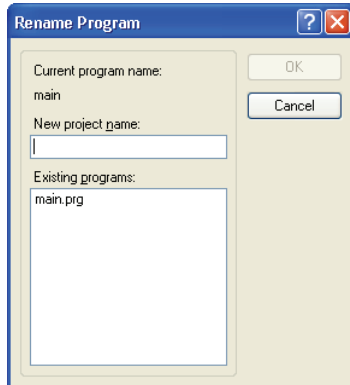 Rename Program
?
X
Current program name:
main
New project name:
Existing programs:
main.prg
OK
Cancel